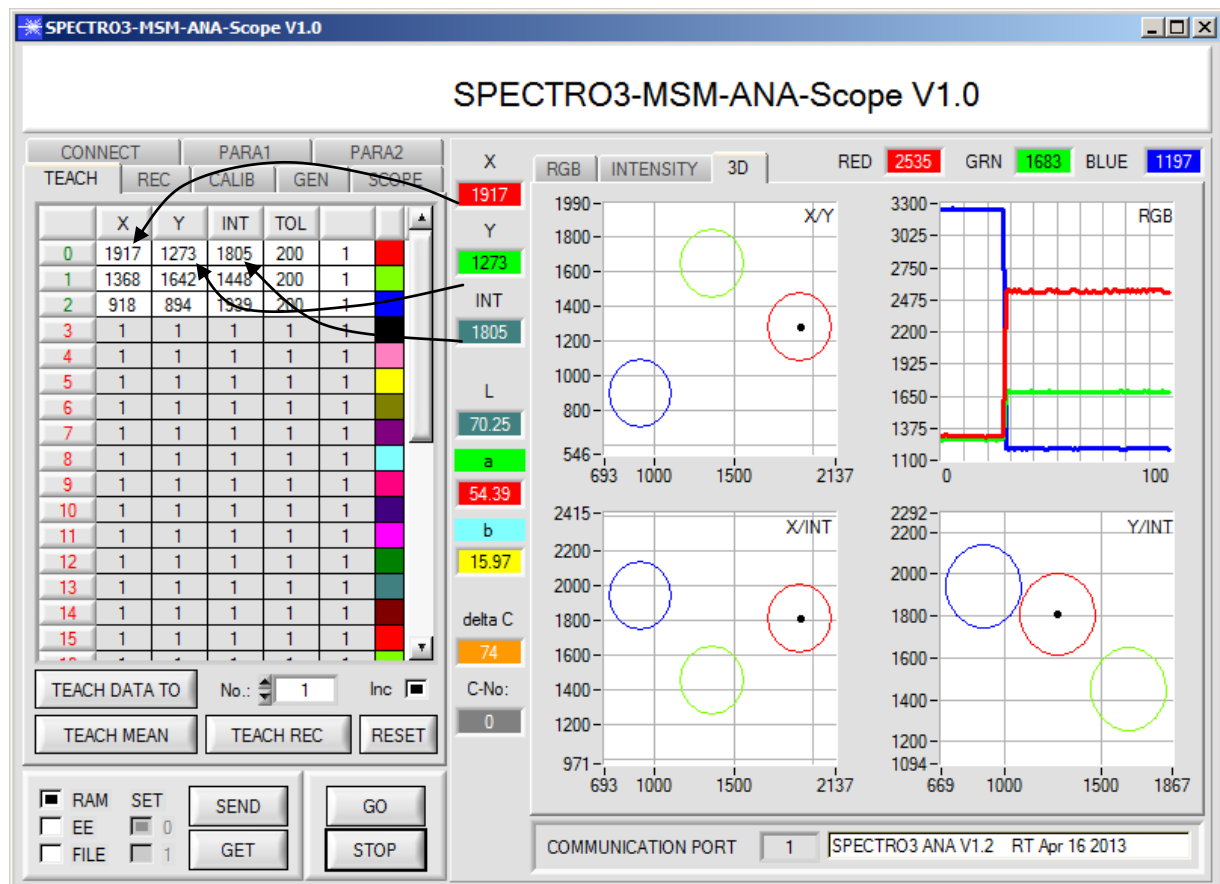 SPECTRO3-MSM-ANA-Scope V1.0
SPECTRO3-MSM-ANA-Scope V1.0
CONNECT PARA1 PARA2
TEACH REC CALIB GEN SCOPE
X Y INT TOL
0 1917 1273 1805 200 1
1 1368 1642 1448 200 1
2 918 894 1939 200 1
3 1 1 1 1 1
4 1 1 1 1 1
5 1 1 1 1 1
6 1 1 1 1 1
7 1 1 1 1 1
8 1 1 1 1 1
9 1 1 1 1 1
10 1 1 1 1 1
11 1 1 1 1 1
12 1 1 1 1 1
13 1 1 1 1 1
14 1 1 1 1 1
15 1 1 1 1 1
TEACH DATA TO No.: 1 Inc
TEACH MEAN TEACH REC RESET
RAM SET SEND GO
EE 0
FILE 1 GET STOP
X
1917
Y
1273
INT
1805
L
70.25
a
54.39
b
15.97
delta C
74
C-No:
0
RGB INTENSITY 3D RED 2535 GRN 1683 BLUE 1197
X/Y
1990
1800
1600
1400
1200
1000
800
546
693 1000 1500 2137
RGB
3300
3025
2750
2475
2200
1925
1650
1375
1100
0 100
X/INT
2415
2200
2000
1800
1600
1400
1200
971
693 1000 1500 2137
Y/INT
2292
2200
2000
1800
1600
1400
1200
1094
669 1000 1500 1867
COMMUNICATION PORT 1 SPECTRO3 ANA V1.2 RT Apr 16 2013